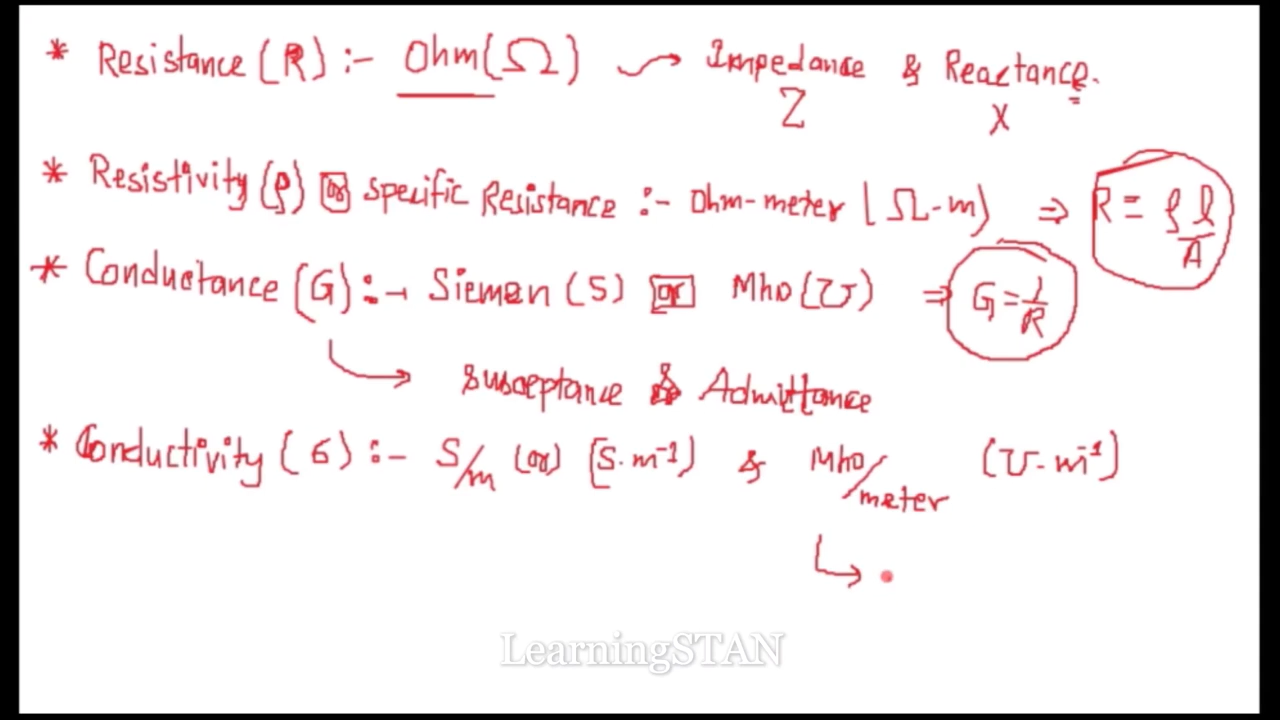 * Resistance (R) :- Ohm (Ω) → Impedance & Reactance.
Z X
* Resistivity (ρ) or specific Resistance :- Ohm-meter (Ω-m) ⇒ R = ρl/A
* Conductance (G) :→ Siemen (S) or Mho (℧) ⇒ G = 1/R
↳ Susceptance & Admittance
* Conductivity (σ) :- S/m (or) [S.m⁻¹) & Mho/meter (℧-m⁻¹)
↳
LearningSTAN